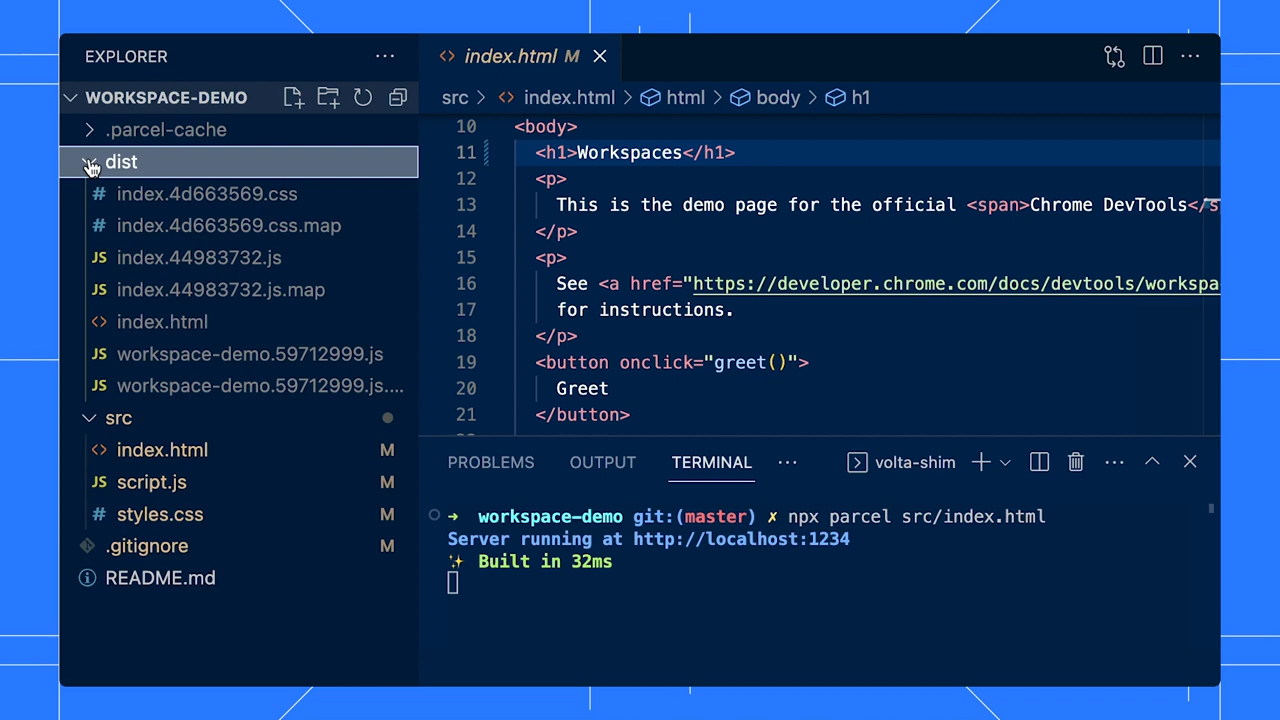 EXPLORER
WORKSPACE-DEMO
.parcel-cache
dist
index.4d663569.css
index.4d663569.css.map
index.44983732.js
index.44983732.js.map
index.html
workspace-demo.59712999.js
workspace-demo.59712999.js....
src
index.html M
script.js M
styles.css M
.gitignore M
README.md
index.html M
src > index.html > html > body > h1
10 <body>
11 <h1>Workspaces</h1>
12 <p>
13 This is the demo page for the official <span>Chrome DevTools</s
14 </p>
15 <p>
16 See <a href="https://developer.chrome.com/docs/devtools/workspa
17 for instructions.
18 </p>
19 <button onclick="greet()">
20 Greet
21 </button>
PROBLEMS OUTPUT TERMINAL ··· volta-shim
➜ workspace-demo git:(master) ✗ npx parcel src/index.html
Server running at http://localhost:1234
✨ Built in 32ms